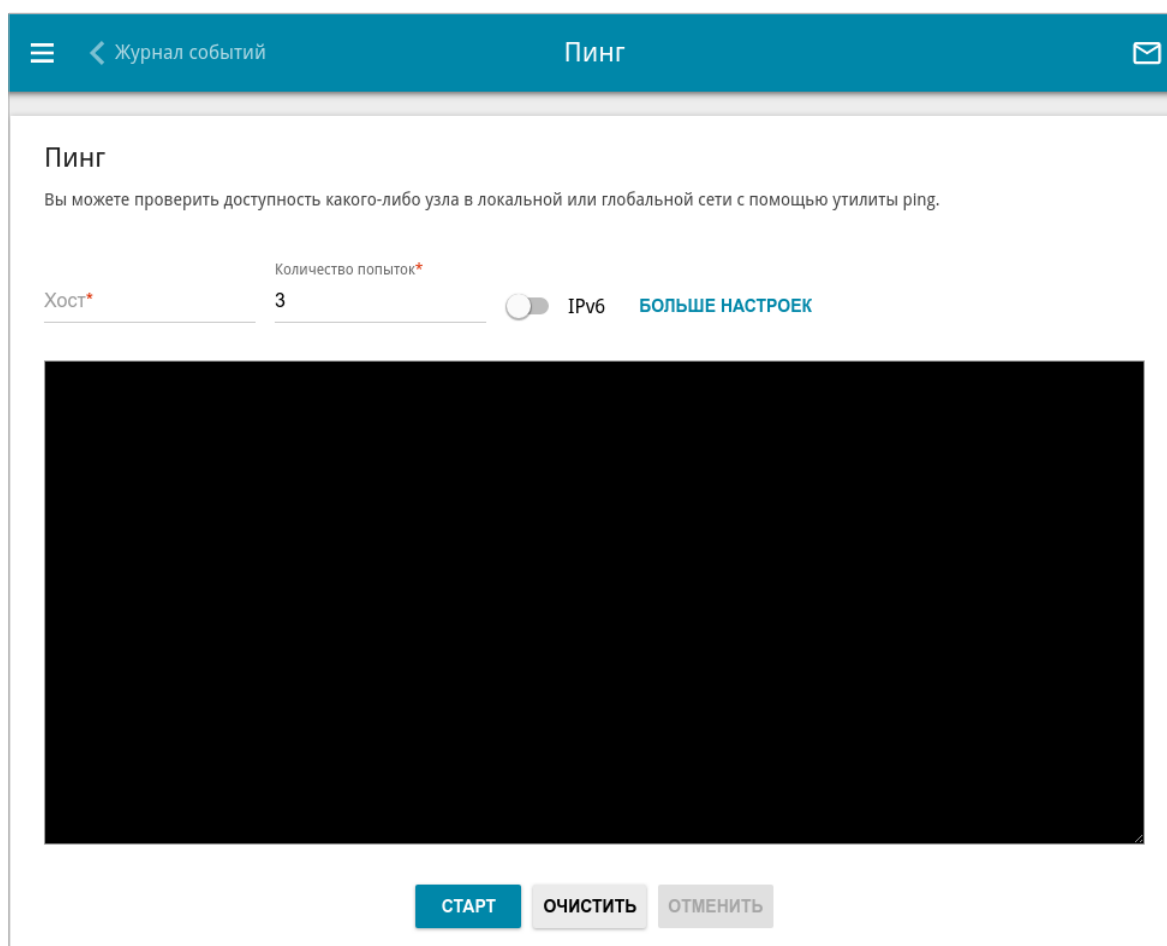 Журнал событий
Пинг
Пинг
Вы можете проверить доступность какого-либо узла в локальной или глобальной сети с помощью утилиты ping.
Количество попыток*
Хост*
3
IPv6
БОЛЬШЕ НАСТРОЕК
СТАРТ
ОЧИСТИТЬ
ОТМЕНИТЬ